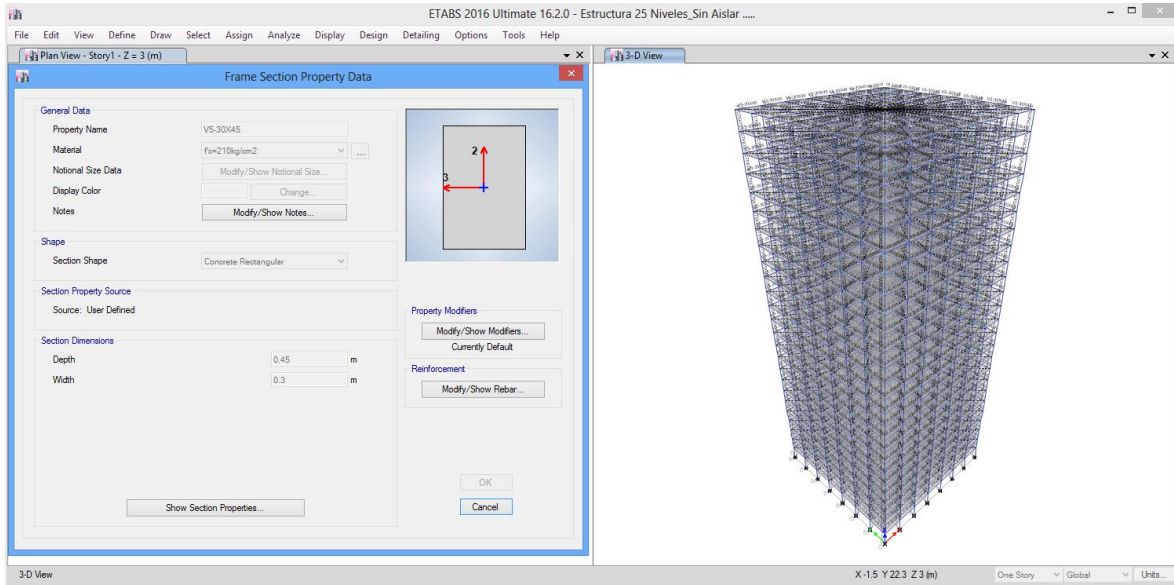 ETABS 2016 Ultimate 16.2.0 - Estructura 25 Niveles_Sin Aislar .....
File Edit View Define Draw Select Assign Analyze Display Design Detailing Options Tools Help
Plan View - Story1 - Z = 3 (m)
3-D View
Frame Section Property Data
General Data
Property Name V5-30X45
Material f'c=210kg/cm2 ...
Notional Size Data Modify/Show Notional Size...
Display Color Change...
Notes Modify/Show Notes...
2
3
Shape
Section Shape Concrete Rectangular
Section Property Source
Source: User Defined
Section Dimensions
Depth 0.45 m
Width 0.3 m
Property Modifiers
Modify/Show Modifiers...
Currently Default
Reinforcement
Modify/Show Rebar...
OK
Show Section Properties...
Cancel
3-D View
X -1.5 Y 22.3 Z 3 (m)
One Story
Global
Units...